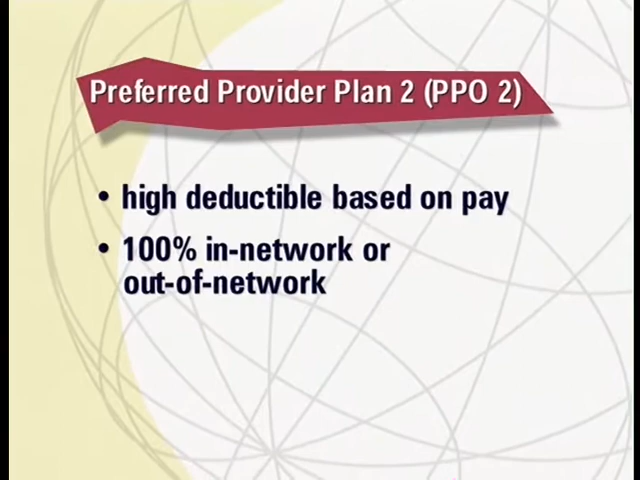 Preferred Provider Plan 2 (PPO 2)
• high deductible based on pay
• 100% in-network or
out-of-network